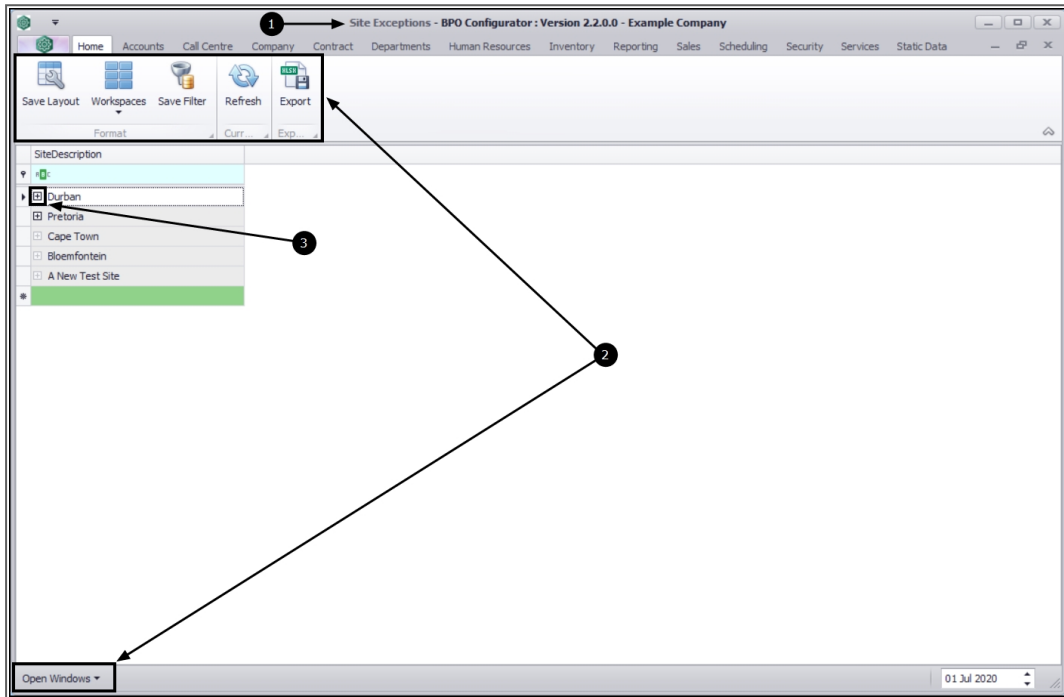 1
Site Exceptions - BPO Configurator : Version 2.2.0.0 - Example Company
Home Accounts Call Centre Company Contract Departments Human Resources Inventory Reporting Sales Scheduling Security Services Static Data
XLSX
Save Layout Workspaces Save Filter Refresh Export
Format Curr... Exp...
SiteDescription
Durban
Pretoria
3
Cape Town
Bloemfontein
A New Test Site
2
Open Windows
01 Jul 2020